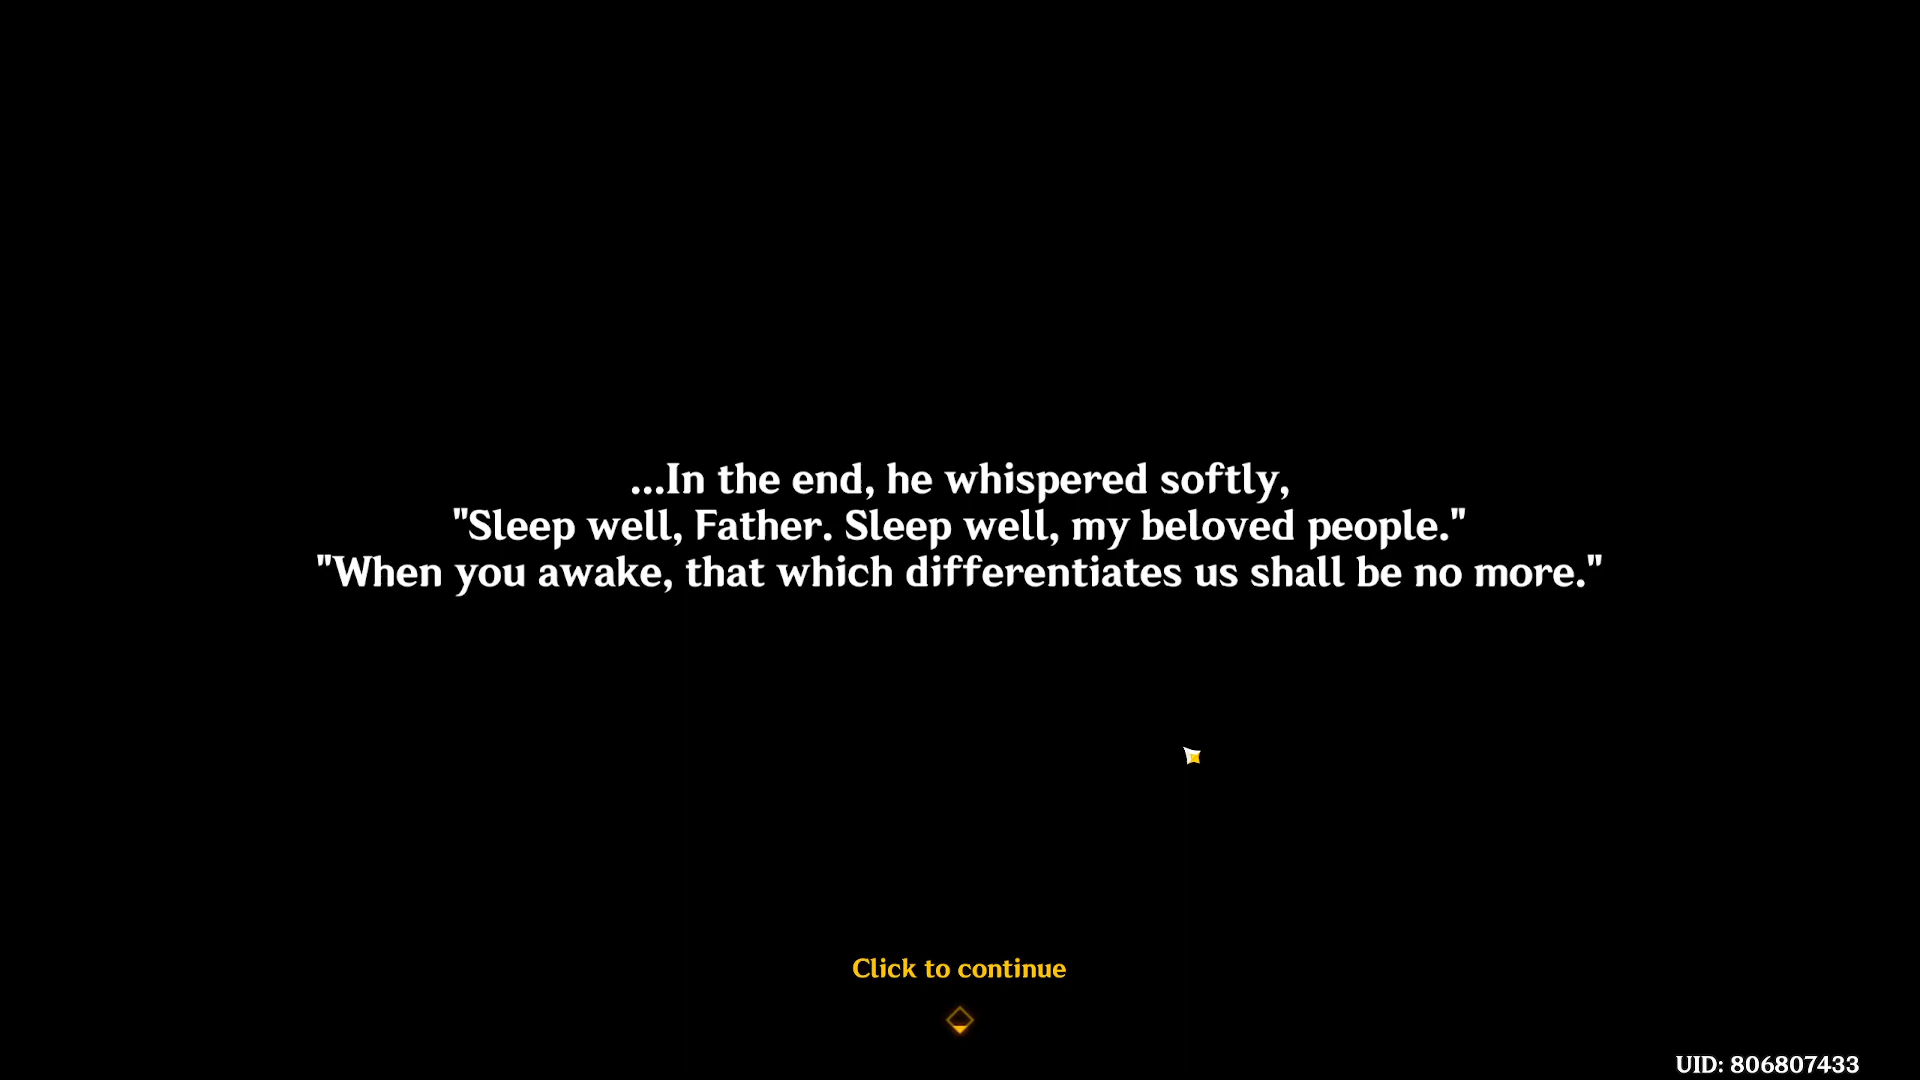 ...In the end, he whispered softly,
"Sleep well, Father. Sleep well, my beloved people."
"When you awake, that which differentiates us shall be no more."
Click to continue
UID: 806807433